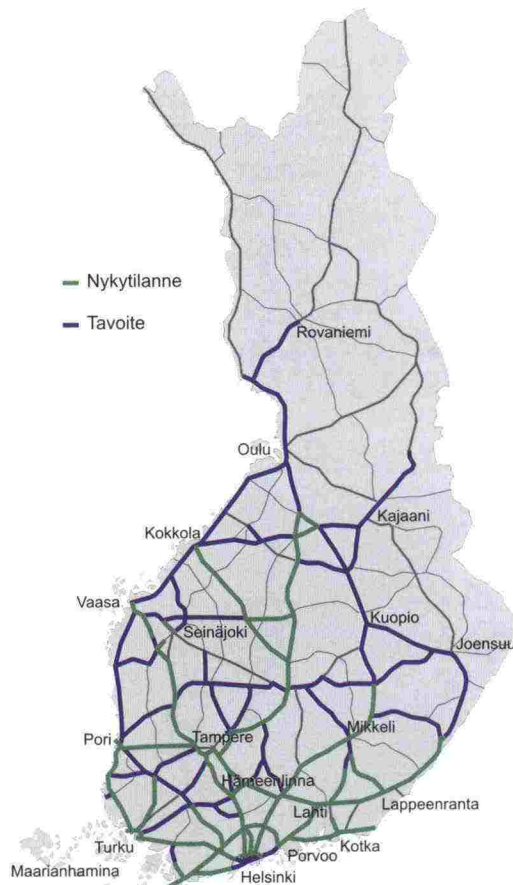 Nykytilanne
Tavoite
Rovaniemi
Oulu
Kajaani
Kokkola
Vaasa
Kuopio
Seinäjoki
Joensuu
Mikkeli
Pori
Tampere
Hämeenlinna
Lappeenranta
Lahti
Turku
Kotka
Porvoo
Maarianhamina
Helsinki